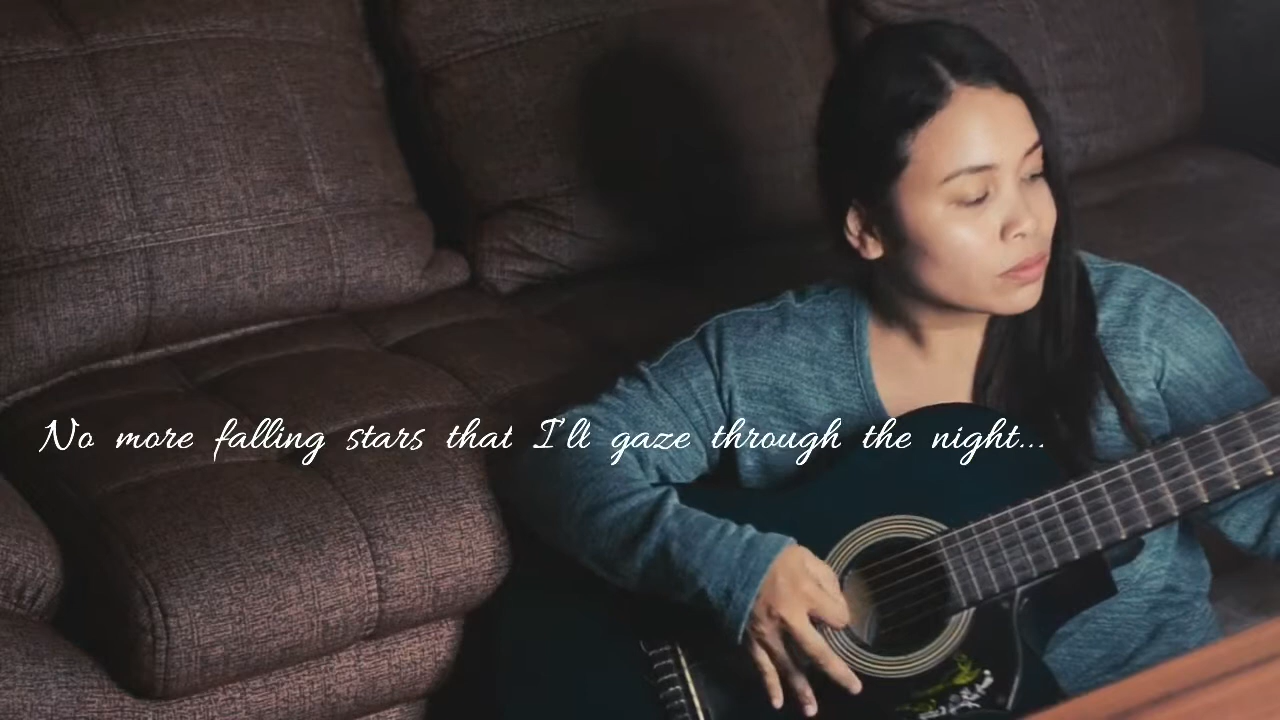 No more falling stars that I'll gaze through the night...